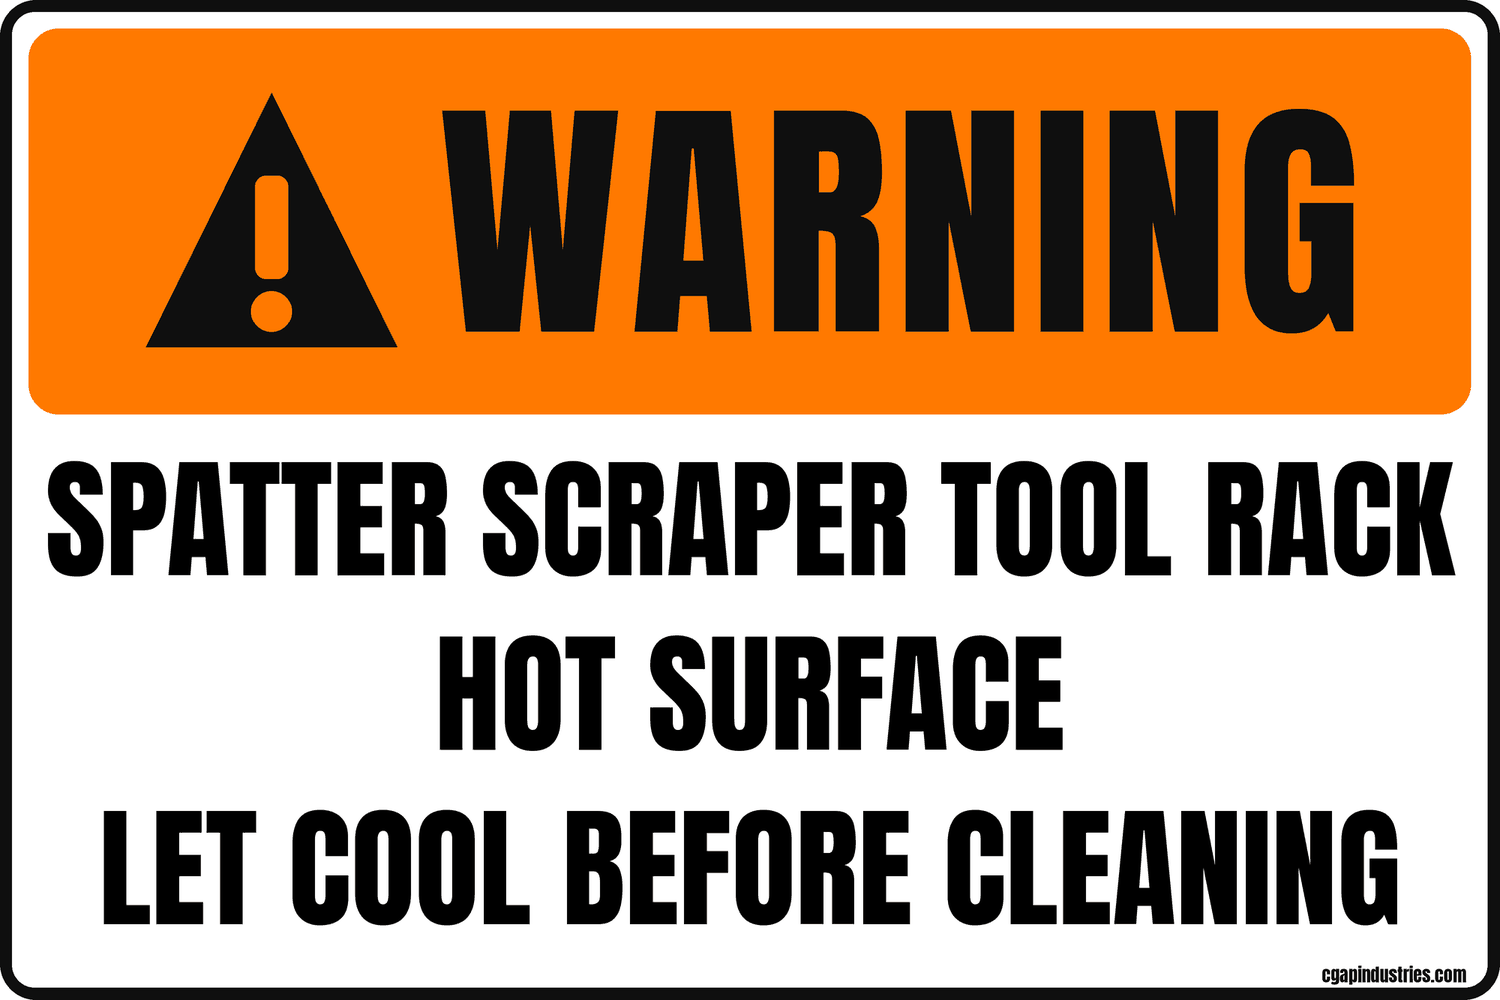 WARNING
SPATTER SCRAPER TOOL RACK
HOT SURFACE
LET COOL BEFORE CLEANING
cgapindustries.com